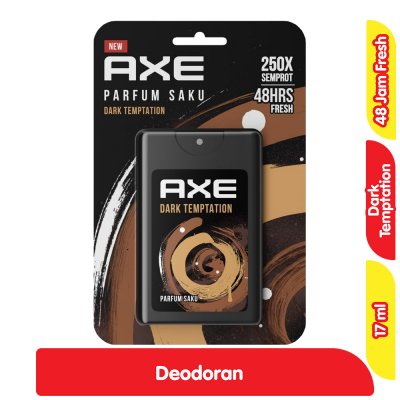 NEW
AXE
PARFUM SAKU
DARK TEMPTATION
250X
SEMPROT
48HRS
FRESH
AXE
DARK TEMPTATION
PARFUM SAKU
48 Jam Fresh
Dark
Temptation
17 ml
Deodoran